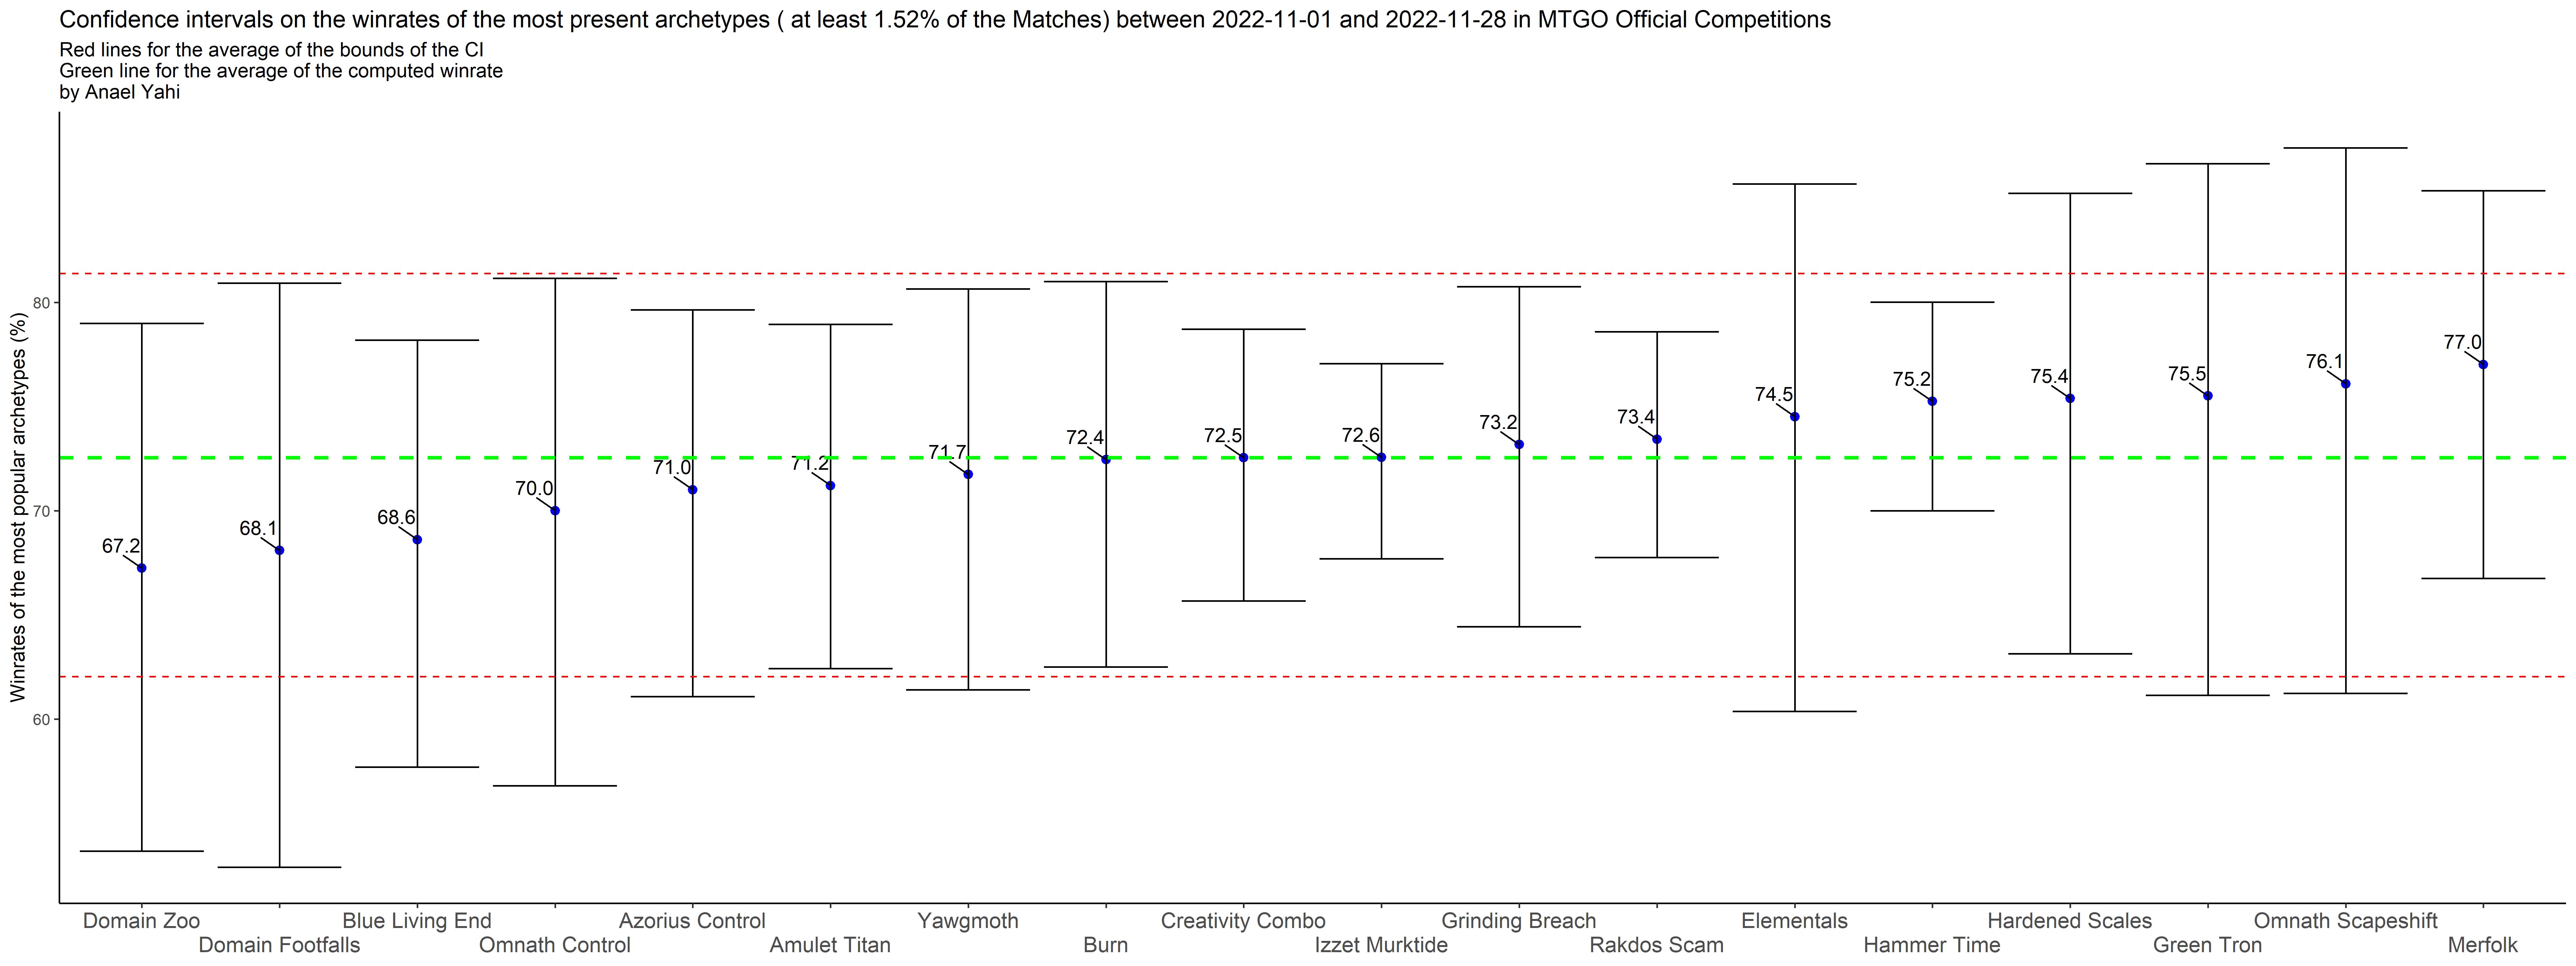 Confidence intervals on the winrates of the most present archetypes ( at least 1.52% of the Matches) between 2022-11-01 and 2022-11-28 in MTGO Official Competitions
Red lines for the average of the bounds of the CI
Green line for the average of the computed winrate
by Anael Yahi
Winrates of the most popular archetypes (%)
80
70
60
67.2
68.1
68.6
70.0
71.0
71.2
71.7
72.4
72.5
72.6
73.2
73.4
74.5
75.2
75.4
75.5
76.1
77.0
Domain Zoo
Domain Footfalls
Blue Living End
Omnath Control
Azorius Control
Amulet Titan
Yawgmoth
Burn
Creativity Combo
Izzet Murktide
Grinding Breach
Rakdos Scam
Elementals
Hammer Time
Hardened Scales
Green Tron
Omnath Scapeshift
Merfolk